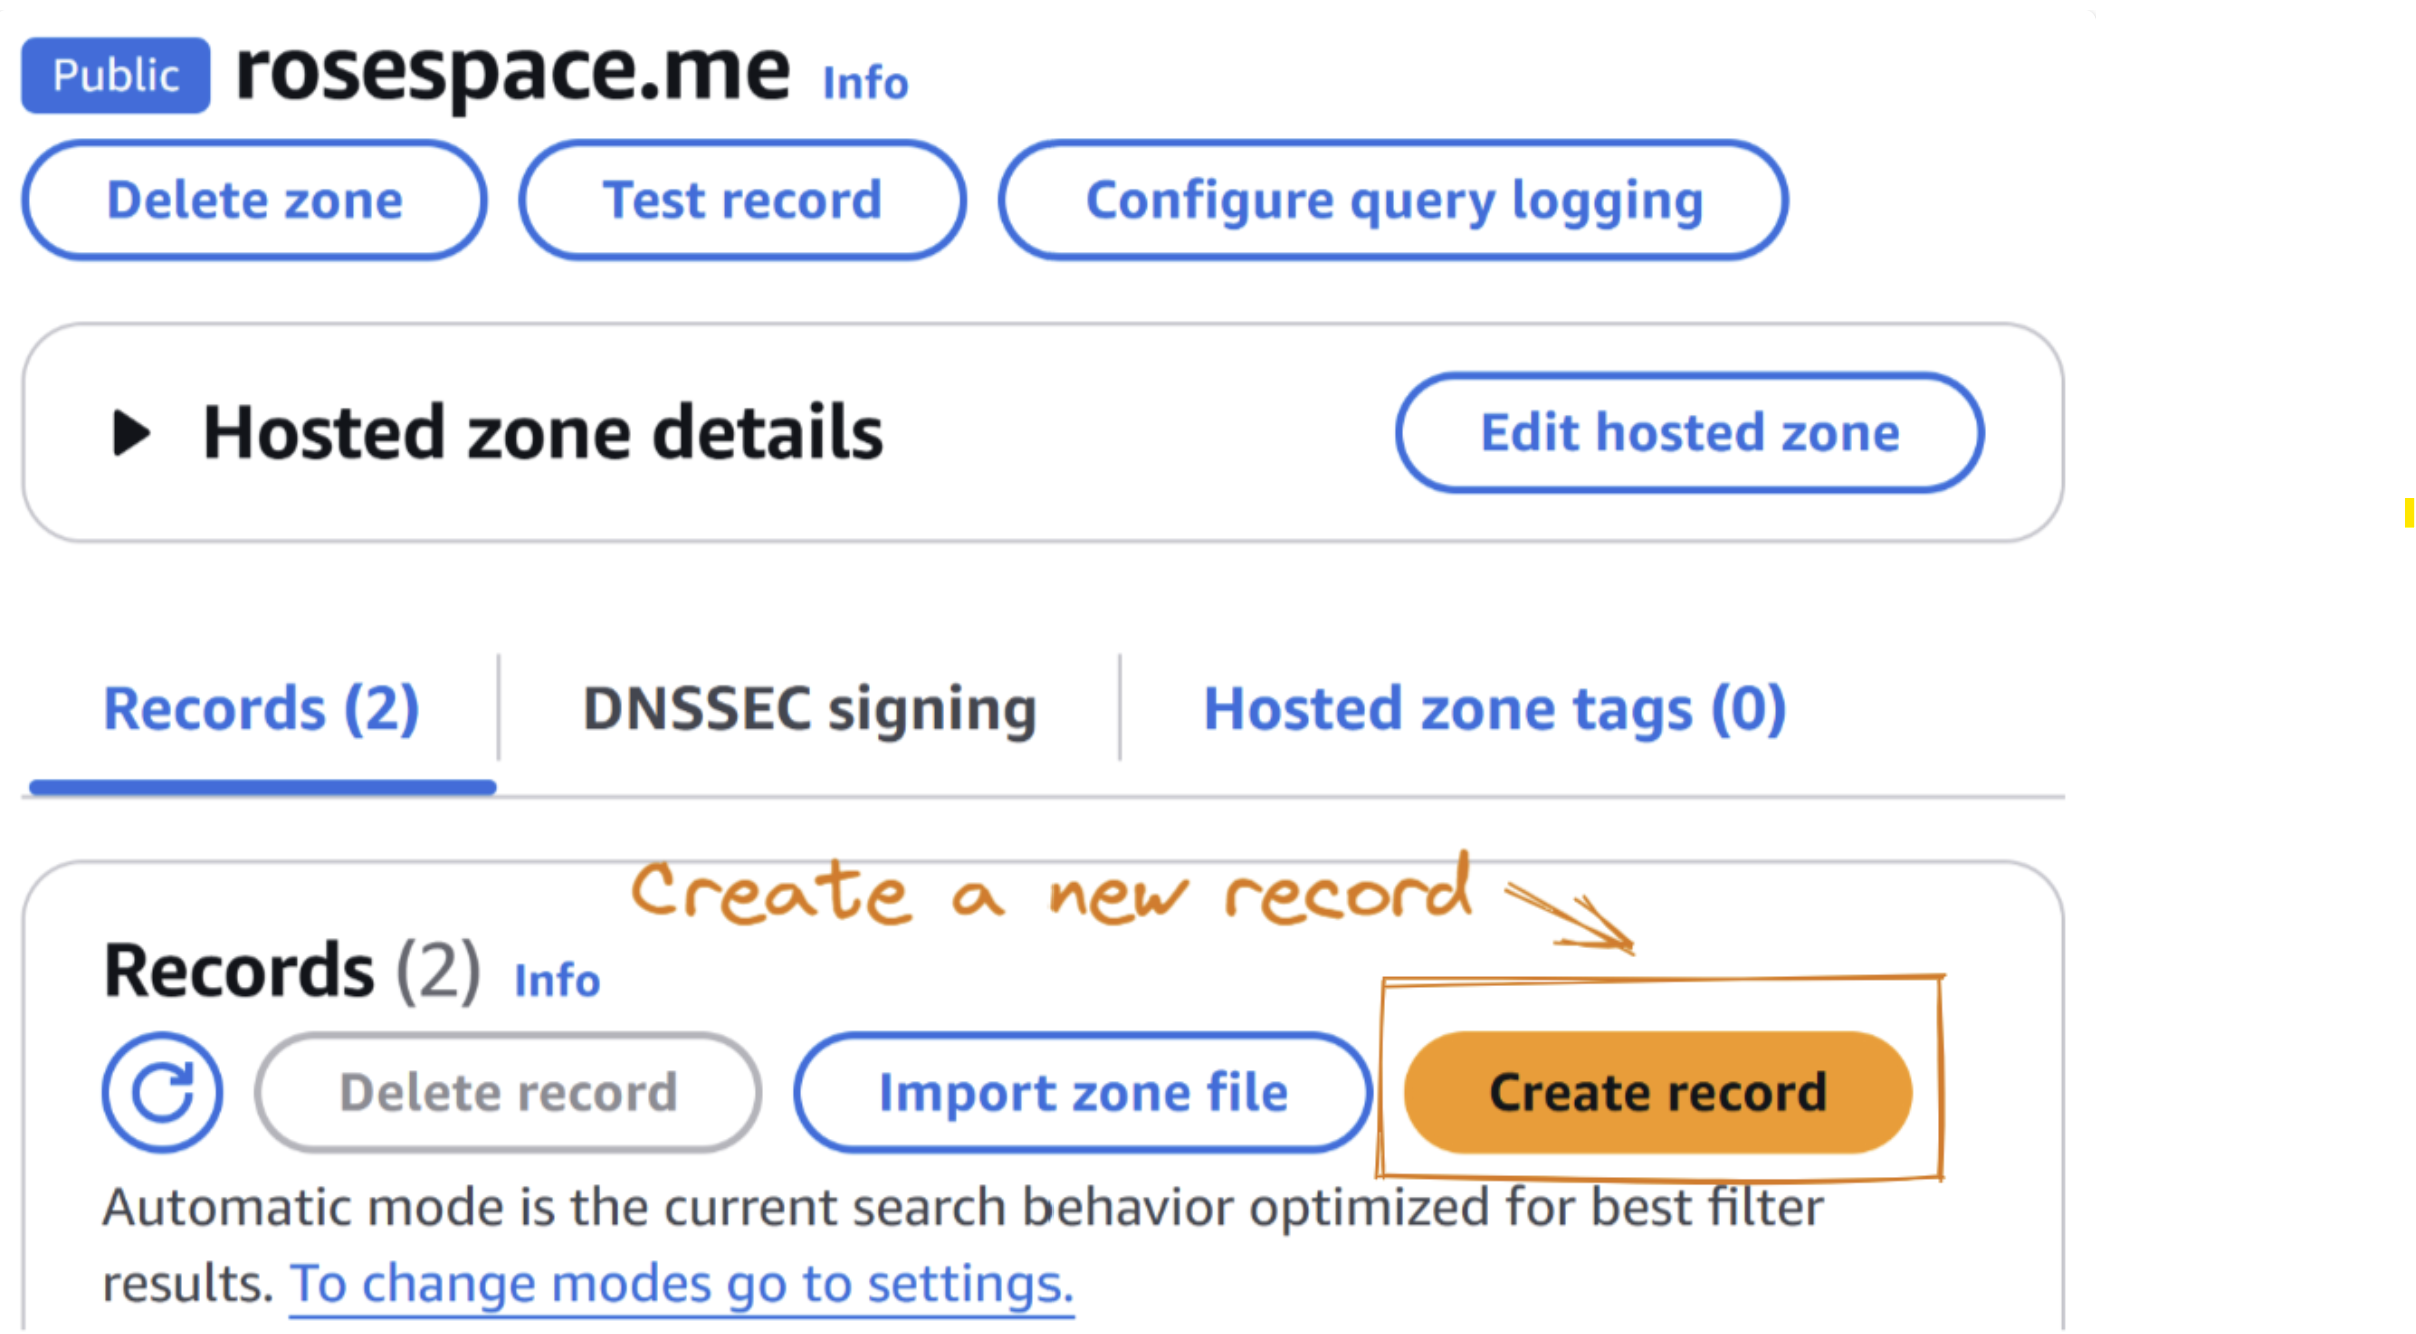 Public rosespace.me Info
Delete zone Test record Configure query logging
Hosted zone details Edit hosted zone
Records (2) DNSSEC signing Hosted zone tags (0)
Create a new record
Records (2) Info
Delete record Import zone file Create record
Automatic mode is the current search behavior optimized for best filter
results. To change modes go to settings.